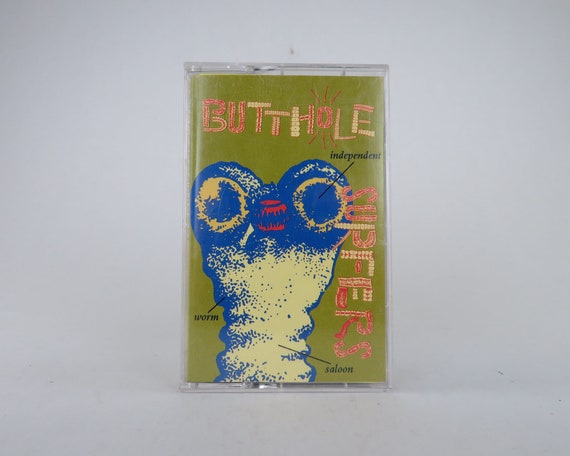 BUTTHOLE
independent
SURFERS
worm
saloon